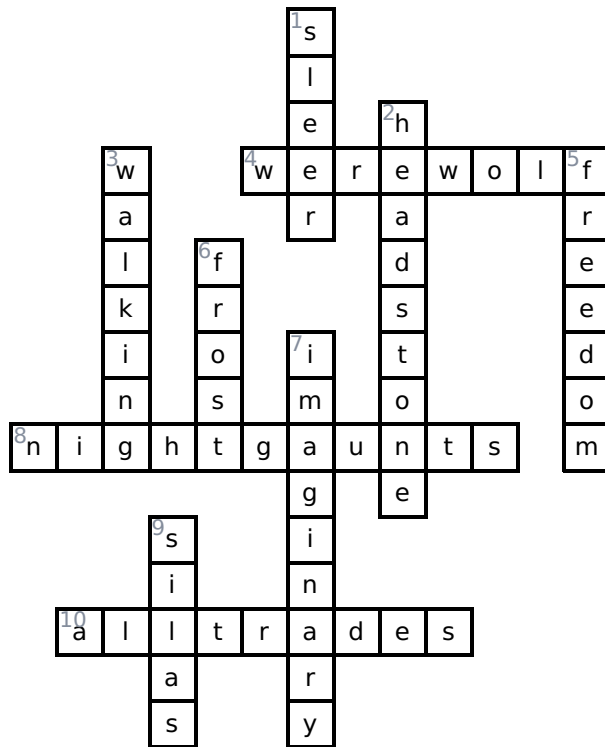 1 s
l
e 2 h
3 w 4 w e r e w o l 5 f
a r a r
l 6 f d e
k r s e
i o 7 i t d
n s m o o
8 n i g h t g a u n t s m
g e
9 s i
i n
10 a l l t r a d e s
a r
s y